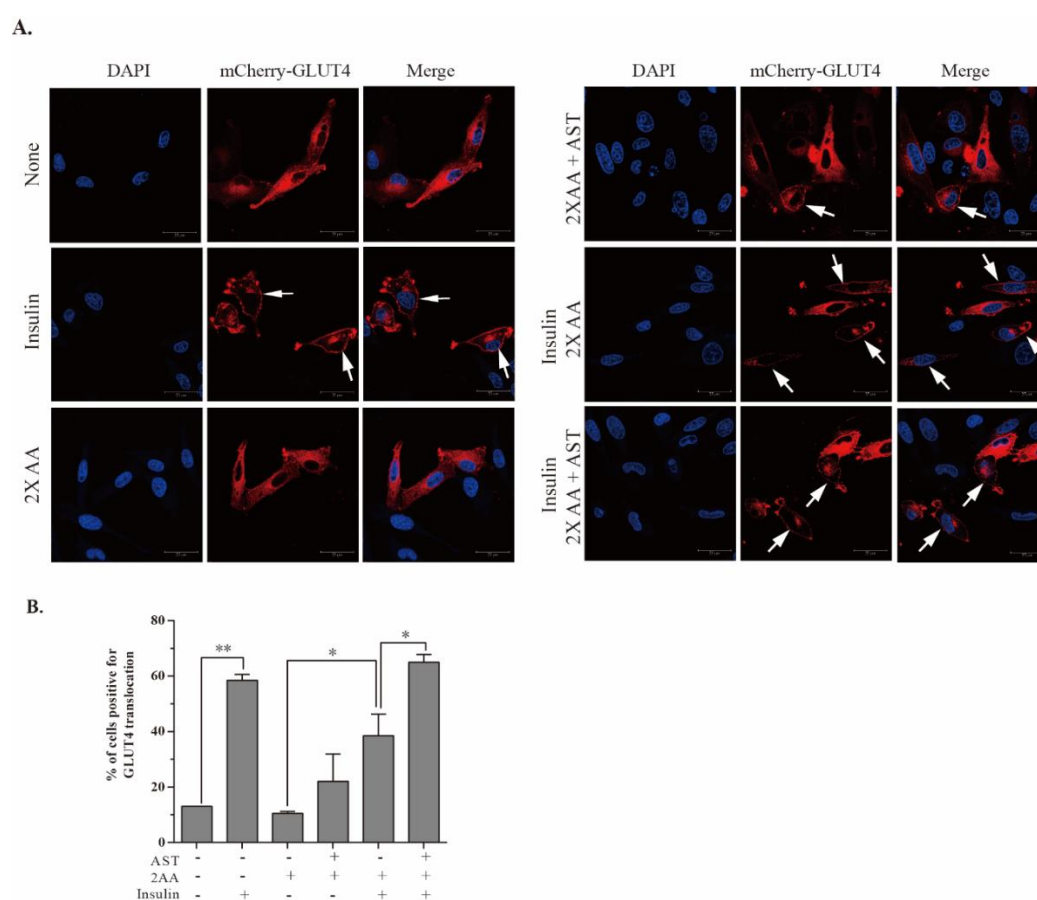 A.
DAPI mCherry-GLUT4 Merge
None
Insulin
2X AA
DAPI mCherry-GLUT4 Merge
2XAA + AST
Insulin
2X AA
Insulin
2X AA + AST
B.
% of cells positive for
GLUT4 translocation
80
60
40
20
0
** * *
AST - - - + - +
2AA - - + + + +
Insulin - + - - + +